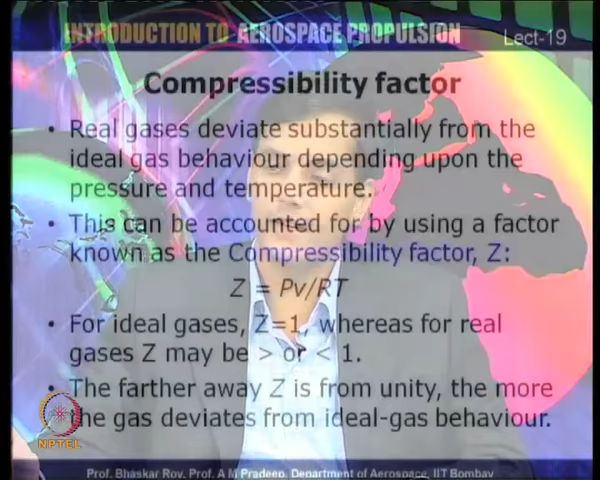 INTRODUCTION TO AEROSPACE PROPULSION
Lect-19
Compressibility factor
• Real gases deviate substantially from the
ideal gas behaviour depending upon the
pressure and temperature.
• This can be accounted for by using a factor
known as the Compressibility factor, Z:
Z = Pv/RT
• For ideal gases, Z=1, whereas for real
gases Z may be > or < 1.
• The farther away Z is from unity, the more
the gas deviates from ideal-gas behaviour.
NPTEL
Prof. Bhaskar Roy, Prof. A M Pradeep, Department of Aerospace, IIT Bombay